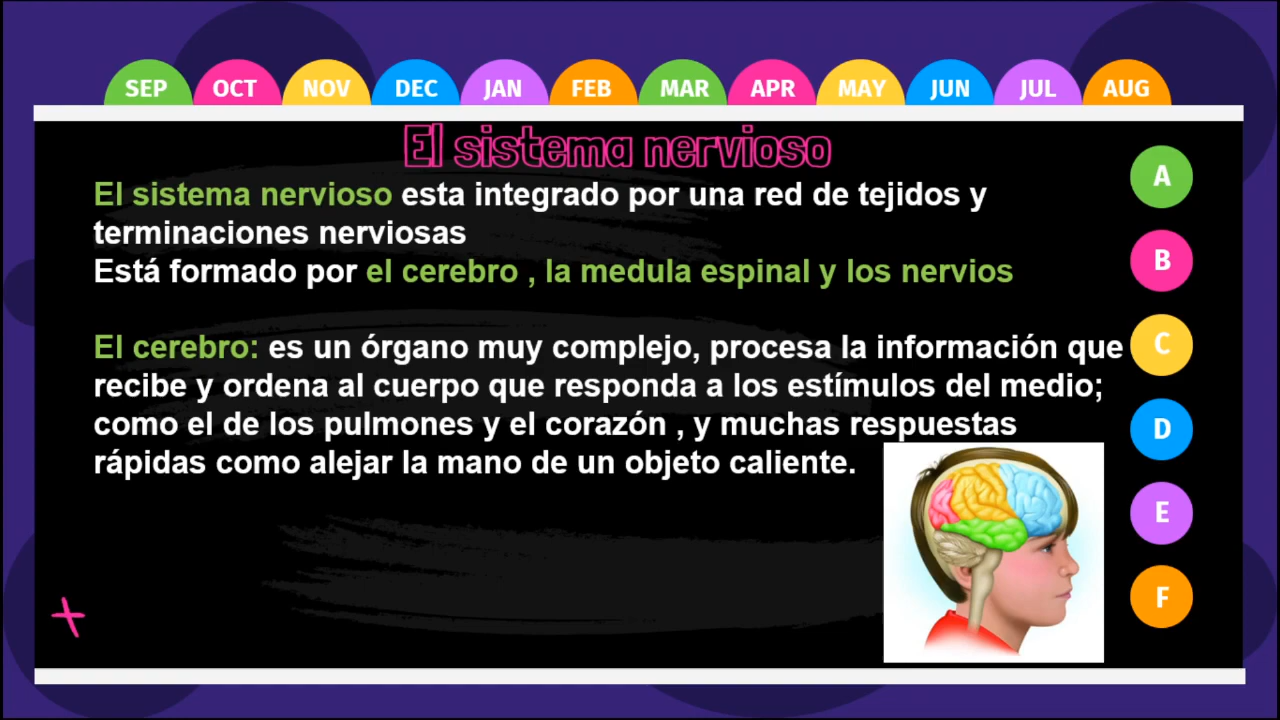 SEP OCT NOV DEC JAN FEB MAR APR MAY JUN JUL AUG
El sistema nervioso
El sistema nervioso esta integrado por una red de tejidos y
terminaciones nerviosas
Está formado por el cerebro , la medula espinal y los nervios
El cerebro: es un órgano muy complejo, procesa la información que
recibe y ordena al cuerpo que responda a los estímulos del medio;
como el de los pulmones y el corazón , y muchas respuestas
rápidas como alejar la mano de un objeto caliente.
A
B
C
D
E
F